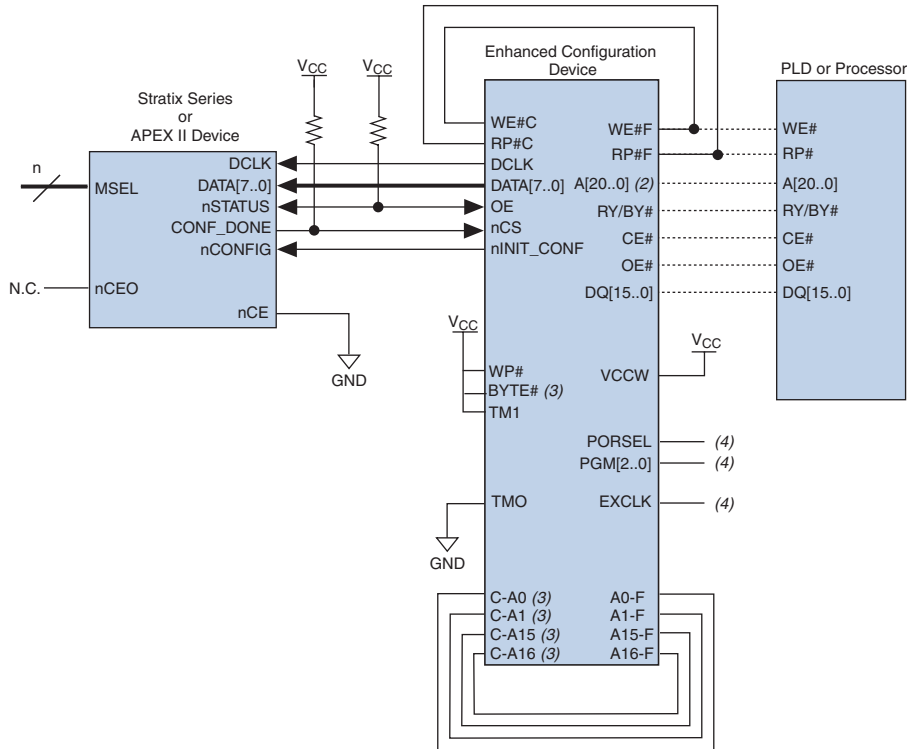 Stratix Series
or
APEX II Device
n
MSEL
N.C.
nCEO
DCLK
DATA[7..0]
nSTATUS
CONF_DONE
nCONFIG
nCE
GND
VCC
VCC
Enhanced Configuration
Device
WE#C
RP#C
DCLK
DATA[7..0]
OE
nCS
nINIT_CONF
VCC
WP#
BYTE# (3)
TM1
TMO
GND
C-A0 (3)
C-A1 (3)
C-A15 (3)
C-A16 (3)
WE#F
RP#F
A[20..0] (2)
RY/BY#
CE#
OE#
DQ[15..0]
VCCW
VCC
PORSEL
(4)
PGM[2..0]
(4)
EXCLK
(4)
A0-F
A1-F
A15-F
A16-F
PLD or Processor
WE#
RP#
A[20..0]
RY/BY#
CE#
OE#
DQ[15..0]